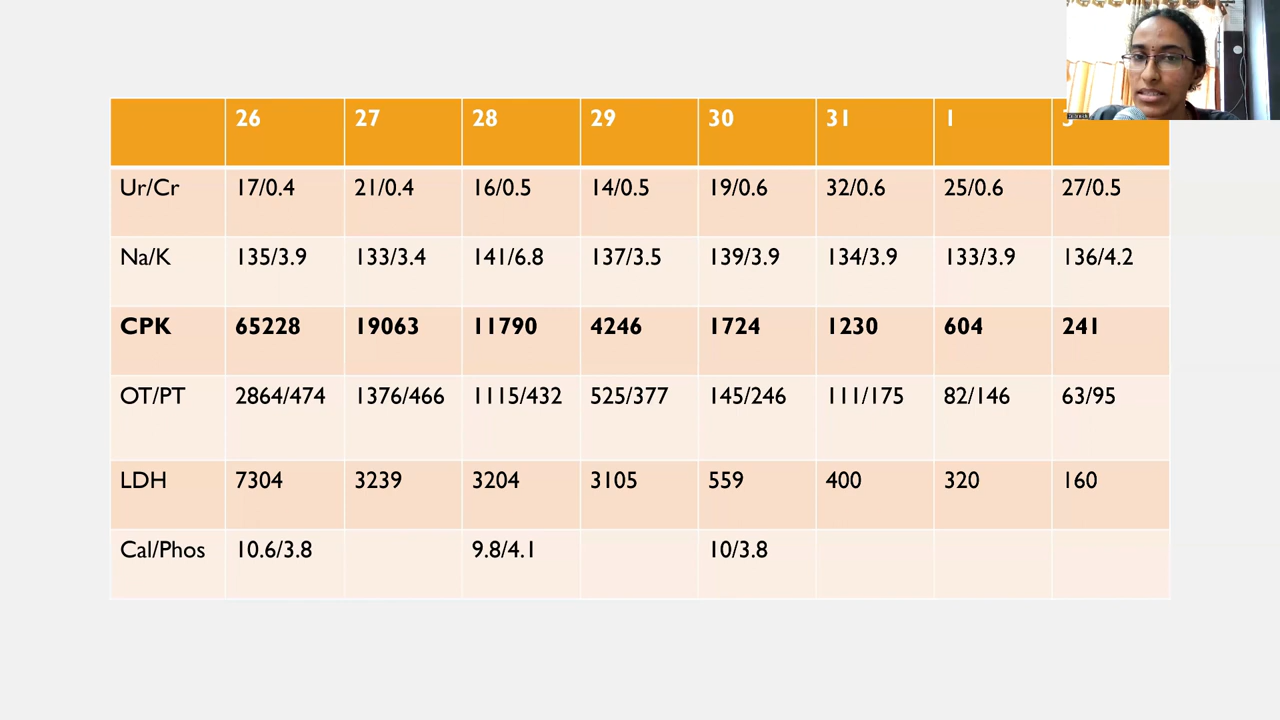 26 27 28 29 30 31 1
Ur/Cr 17/0.4 21/0.4 16/0.5 14/0.5 19/0.6 32/0.6 25/0.6 27/0.5
Na/K 135/3.9 133/3.4 141/6.8 137/3.5 139/3.9 134/3.9 133/3.9 136/4.2
CPK 65228 19063 11790 4246 1724 1230 604 241
OT/PT 2864/474 1376/466 1115/432 525/377 145/246 111/175 82/146 63/95
LDH 7304 3239 3204 3105 559 400 320 160
Cal/Phos 10.6/3.8 9.8/4.1 10/3.8